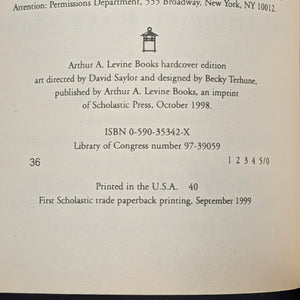 Attention: Permissions Department, 555 Broadway, New York, NY 10012.
Arthur A. Levine Books hardcover edition
art directed by David Saylor and designed by Becky Terhune,
published by Arthur A. Levine Books, an imprint
of Scholastic Press, October 1998.
ISBN 0-590-35342-X
Library of Congress number 97-39059
36 1 2 3 4 5/0
Printed in the U.S.A. 40
First Scholastic trade paperback printing, September 1999